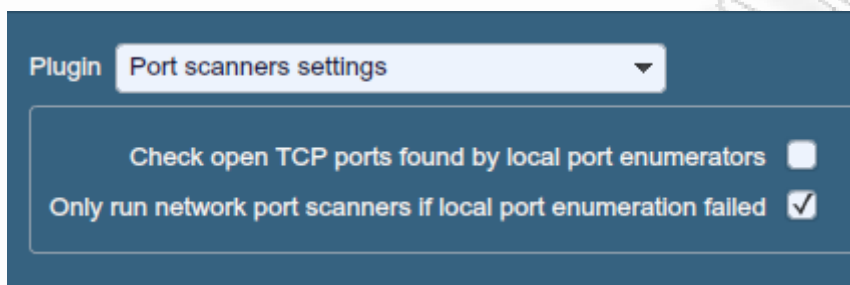 Plugin Port scanners settings
Check open TCP ports found by local port enumerators
Only run network port scanners if local port enumeration failed